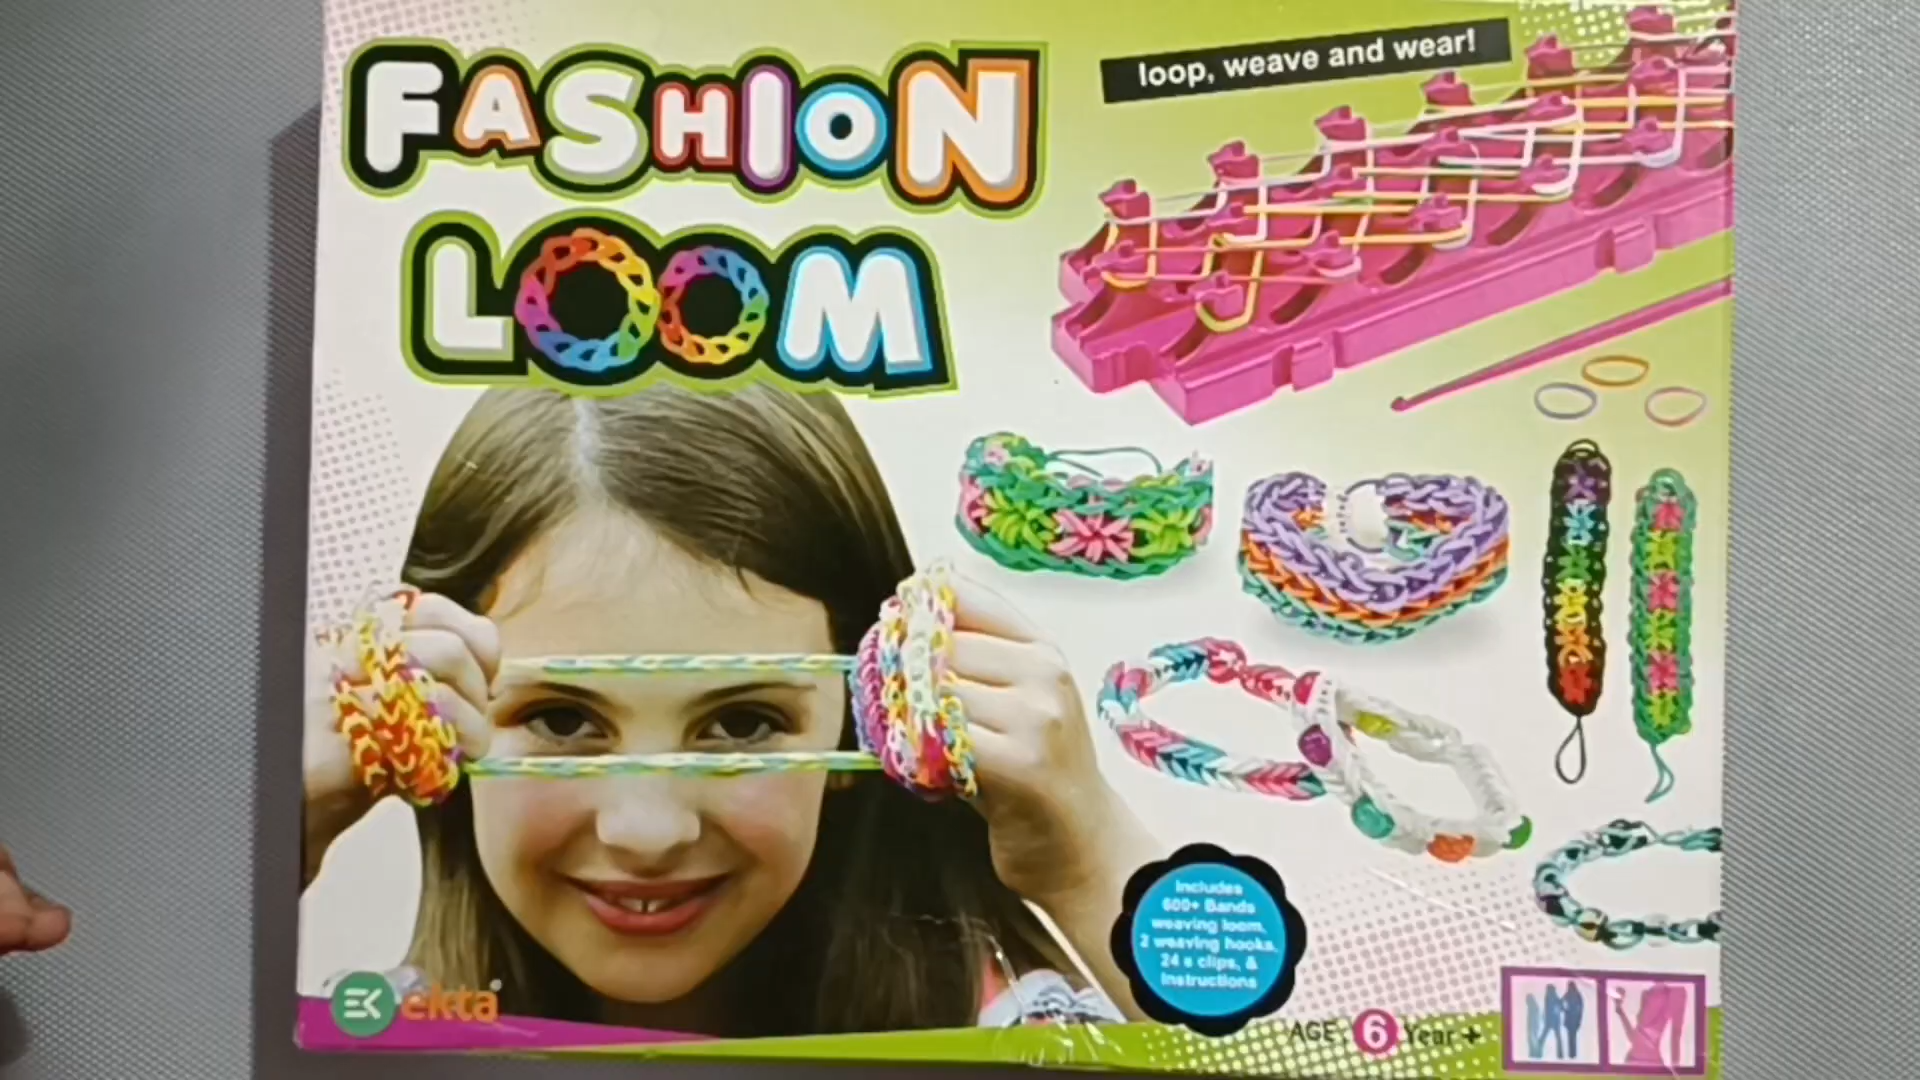 FASHION
LOOM
loop, weave and wear!
Includes
600+ Bands
weaving loom,
2 weaving hooks,
24 s clips, &
Instructions
EK ekta®
AGE: 6 Year +